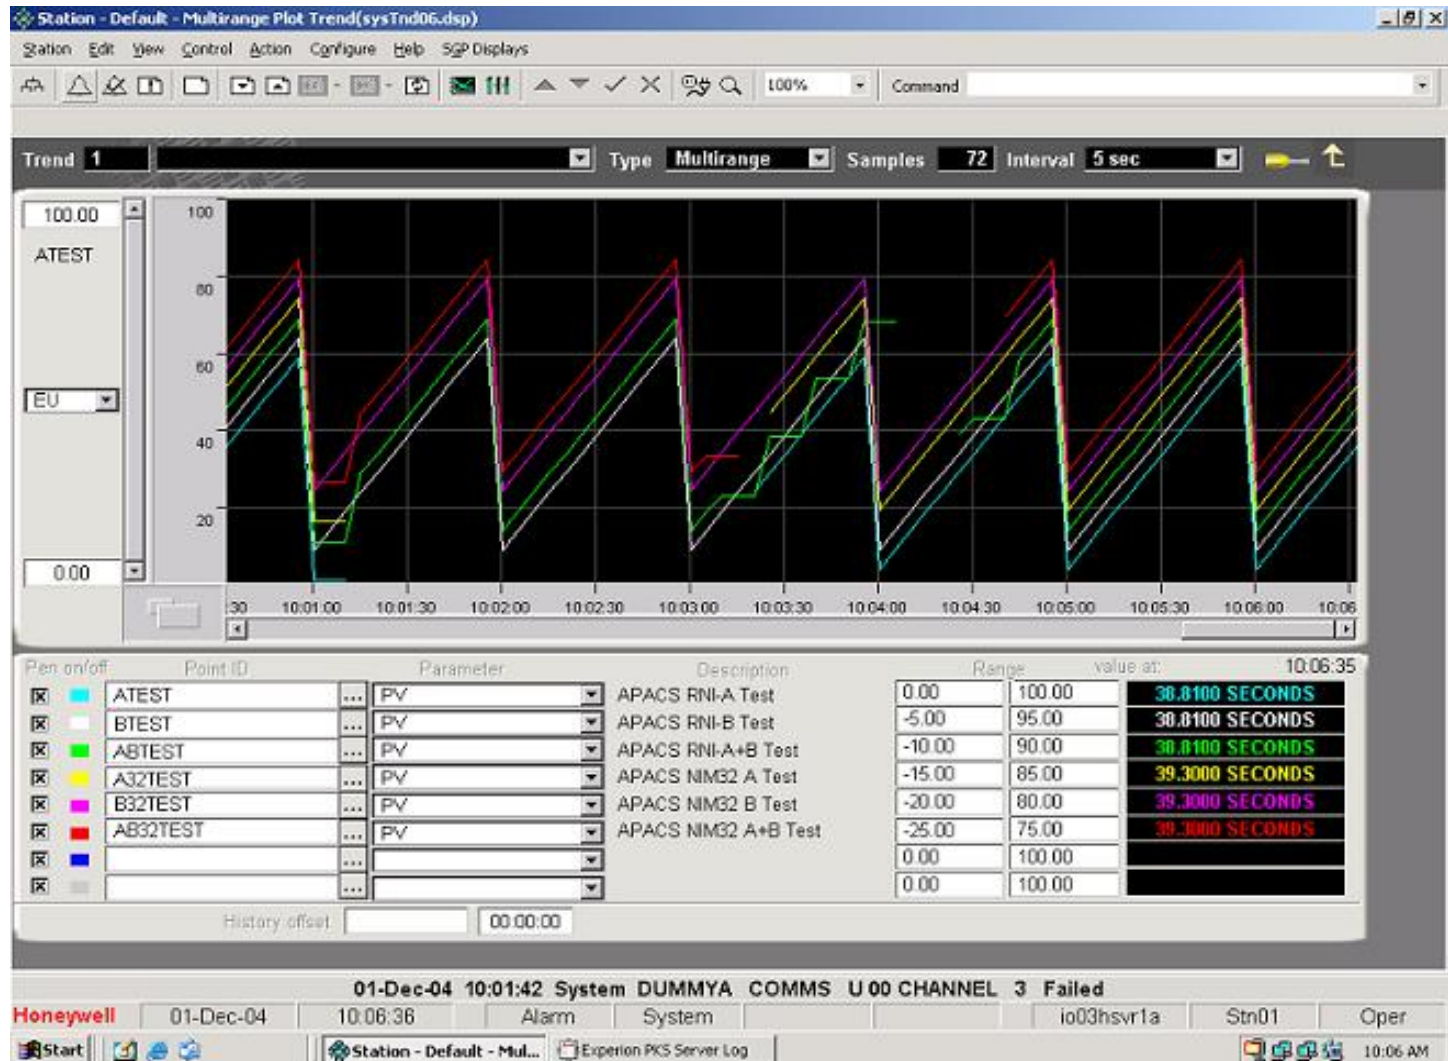 Station - Default - Multirange Plot Trend(sysTnd06.dsp)
Station Edit View Control Action Configure Help SGP Displays
100% Command
Trend 1 Type Multirange Samples 72 Interval 5 sec
100.00
ATEST
EU
0.00
100
80
60
40
20
:30 10:01:00 10:01:30 10:02:00 10:02:30 10:03:00 10:03:30 10:04:00 10:04:30 10:05:00 10:05:30 10:06:00 10:06
Pen on/off Point ID Parameter Description Range value at: 10:06:35
ATEST ... PV APACS RNI-A Test 0.00 100.00 38.8100 SECONDS
BTEST ... PV APACS RNI-B Test -5.00 95.00 38.8100 SECONDS
ABTEST ... PV APACS RNI-A+B Test -10.00 90.00 38.8100 SECONDS
A32TEST ... PV APACS NIM32 A Test -15.00 85.00 39.3000 SECONDS
B32TEST ... PV APACS NIM32 B Test -20.00 80.00 39.3000 SECONDS
AB32TEST ... PV APACS NIM32 A+B Test -25.00 75.00 39.3000 SECONDS
... 0.00 100.00
... 0.00 100.00
History offset 00:00:00
01-Dec-04 10:01:42 System DUMMYA COMMS U 00 CHANNEL 3 Failed
Honeywell 01-Dec-04 10:06:36 Alarm System io03hsvr1a Stn01 Oper
Start Station - Default - Mul... Experion PKS Server Log 10:06 AM